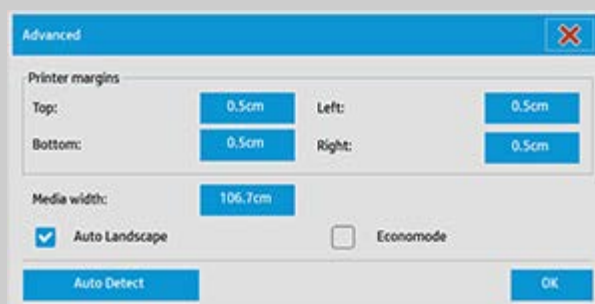 Advanced
Printer margins
Top: 0.5cm Left: 0.5cm
Bottom: 0.5cm Right: 0.5cm
Media width: 106.7cm
Auto Landscape Economode
Auto Detect OK